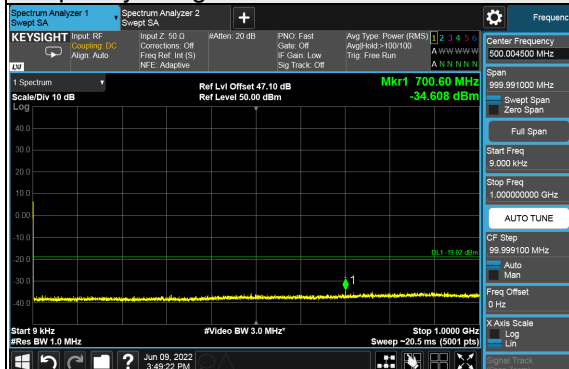 Spectrum Analyzer 1
Swept SA
Spectrum Analyzer 2
Swept SA
+
Frequenc
KEYSIGHT
Input: RF
Coupling: DC
Align: Auto
Input Z: 50 Ω
Corrections: Off
Freq Ref: Int (S)
NFE: Adaptive
#Atten: 20 dB
PNO: Fast
Gate: Off
IF Gain: Low
Sig Track: Off
Avg Type: Power (RMS)
Avg|Hold:>100/100
Trig: Free Run
1 2 3 4 5 6
A W W W W W
A N N N N N
LXI
1 Spectrum
Scale/Div 10 dB
Log
Ref Lvl Offset 47.10 dB
Ref Level 50.00 dBm
Mkr1 700.60 MHz
-34.608 dBm
40.0
30.0
20.0
10.0
0.00
-10.0
-20.0
-30.0
-40.0
DL1 -19.02 dBm
1
Start 9 kHz
#Res BW 1.0 MHz
#Video BW 3.0 MHz*
Stop 1.0000 GHz
Sweep ~20.5 ms (5001 pts)
?
Jun 09, 2022
3:49:22 PM
Center Frequency
500.004500 MHz
Span
999.991000 MHz
Swept Span
Zero Span
Full Span
Start Freq
9.000 kHz
Stop Freq
1.000000000 GHz
AUTO TUNE
CF Step
99.999100 MHz
Auto
Man
Freq Offset
0 Hz
X Axis Scale
Log
Lin
Signal Track